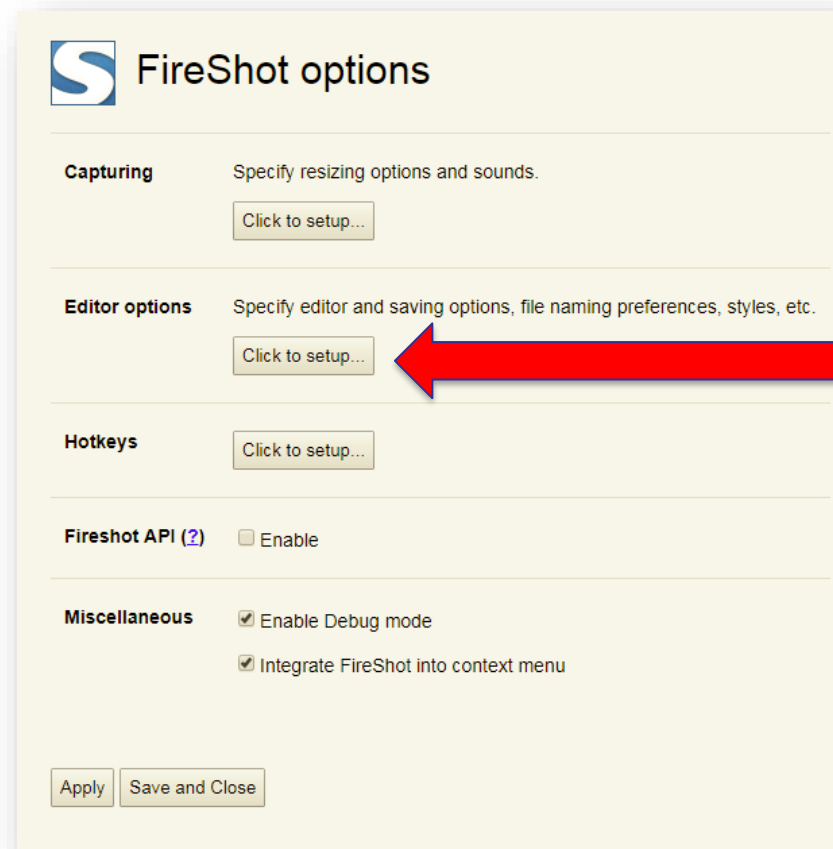 FireShot options
Capturing Specify resizing options and sounds.
Click to setup...
Editor options Specify editor and saving options, file naming preferences, styles, etc.
Click to setup...
Hotkeys Click to setup...
Fireshot API (?) Enable
Miscellaneous Enable Debug mode
Integrate FireShot into context menu
Apply Save and Close